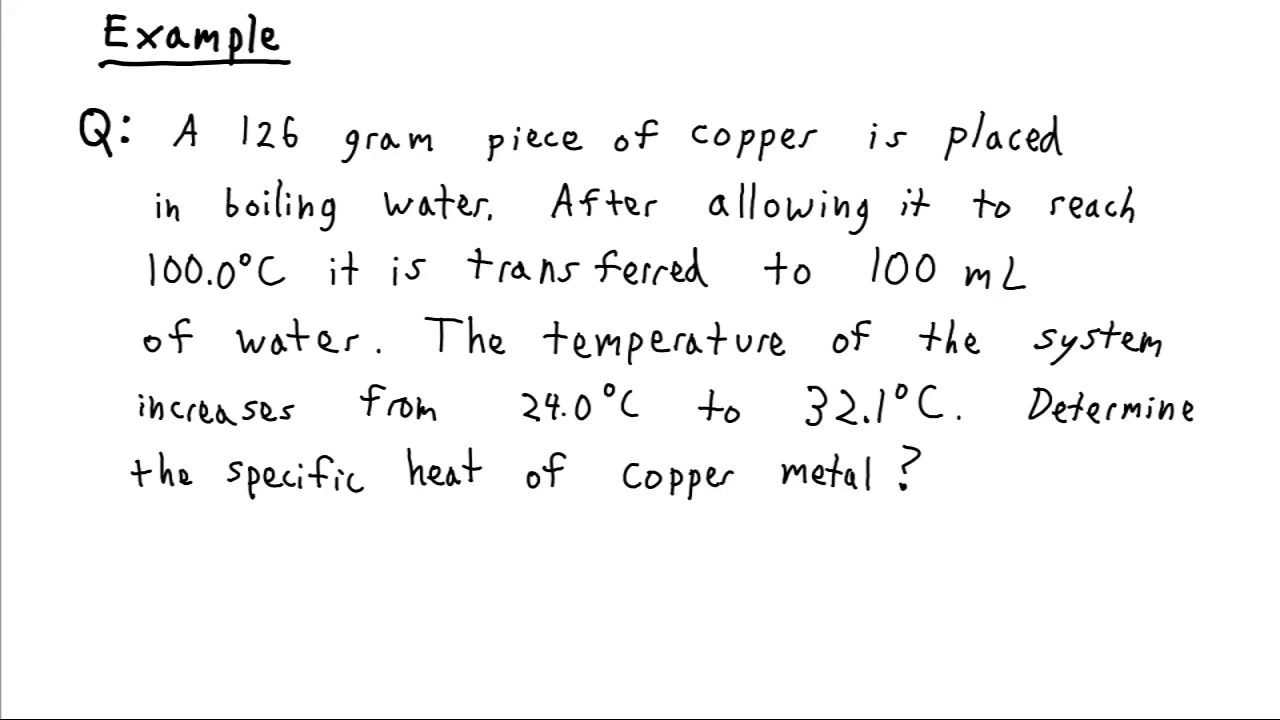 Example
Q: A 126 gram piece of copper is placed
in boiling water. After allowing it to reach
100.0°C it is transferred to 100 mL
of water. The temperature of the system
increases from 24.0°C to 32.1°C. Determine
the specific heat of copper metal?